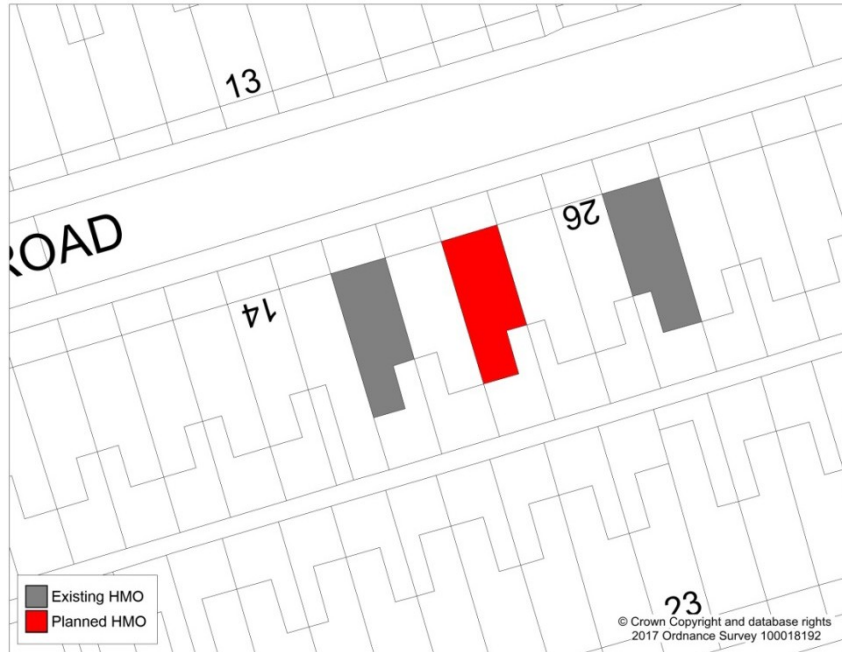 13
ROAD
26
14
Existing HMO
Planned HMO
23
© Crown Copyright and database rights
2017 Ordnance Survey 100018192